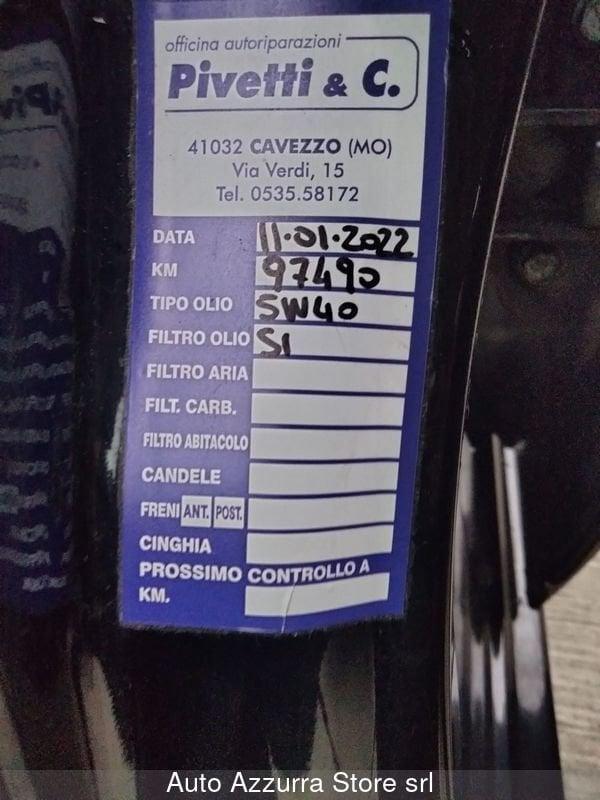 officina autoriparazioni
Pivetti & C.
41032 CAVEZZO (MO)
Via Verdi, 15
Tel. 0535.58172
DATA 11.01.2022
KM 97490
TIPO OLIO 5W40
FILTRO OLIO SI
FILTRO ARIA
FILT. CARB.
FILTRO ABITACOLO
CANDELE
FRENI ANT. POST.
CINGHIA
PROSSIMO CONTROLLO A
KM.
Auto Azzurra Store srl